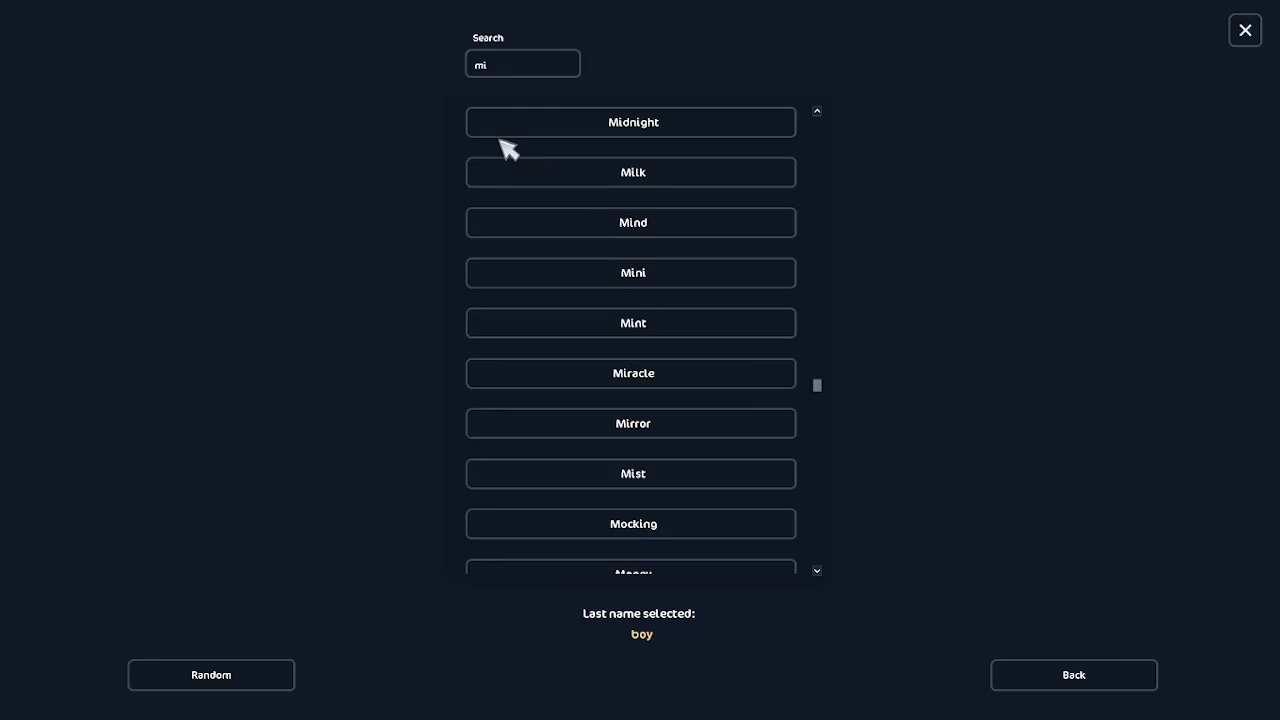 Search
mi
Midnight
Milk
Mind
Mini
Mint
Miracle
Mirror
Mist
Mocking
Last name selected:
boy
Random
Back